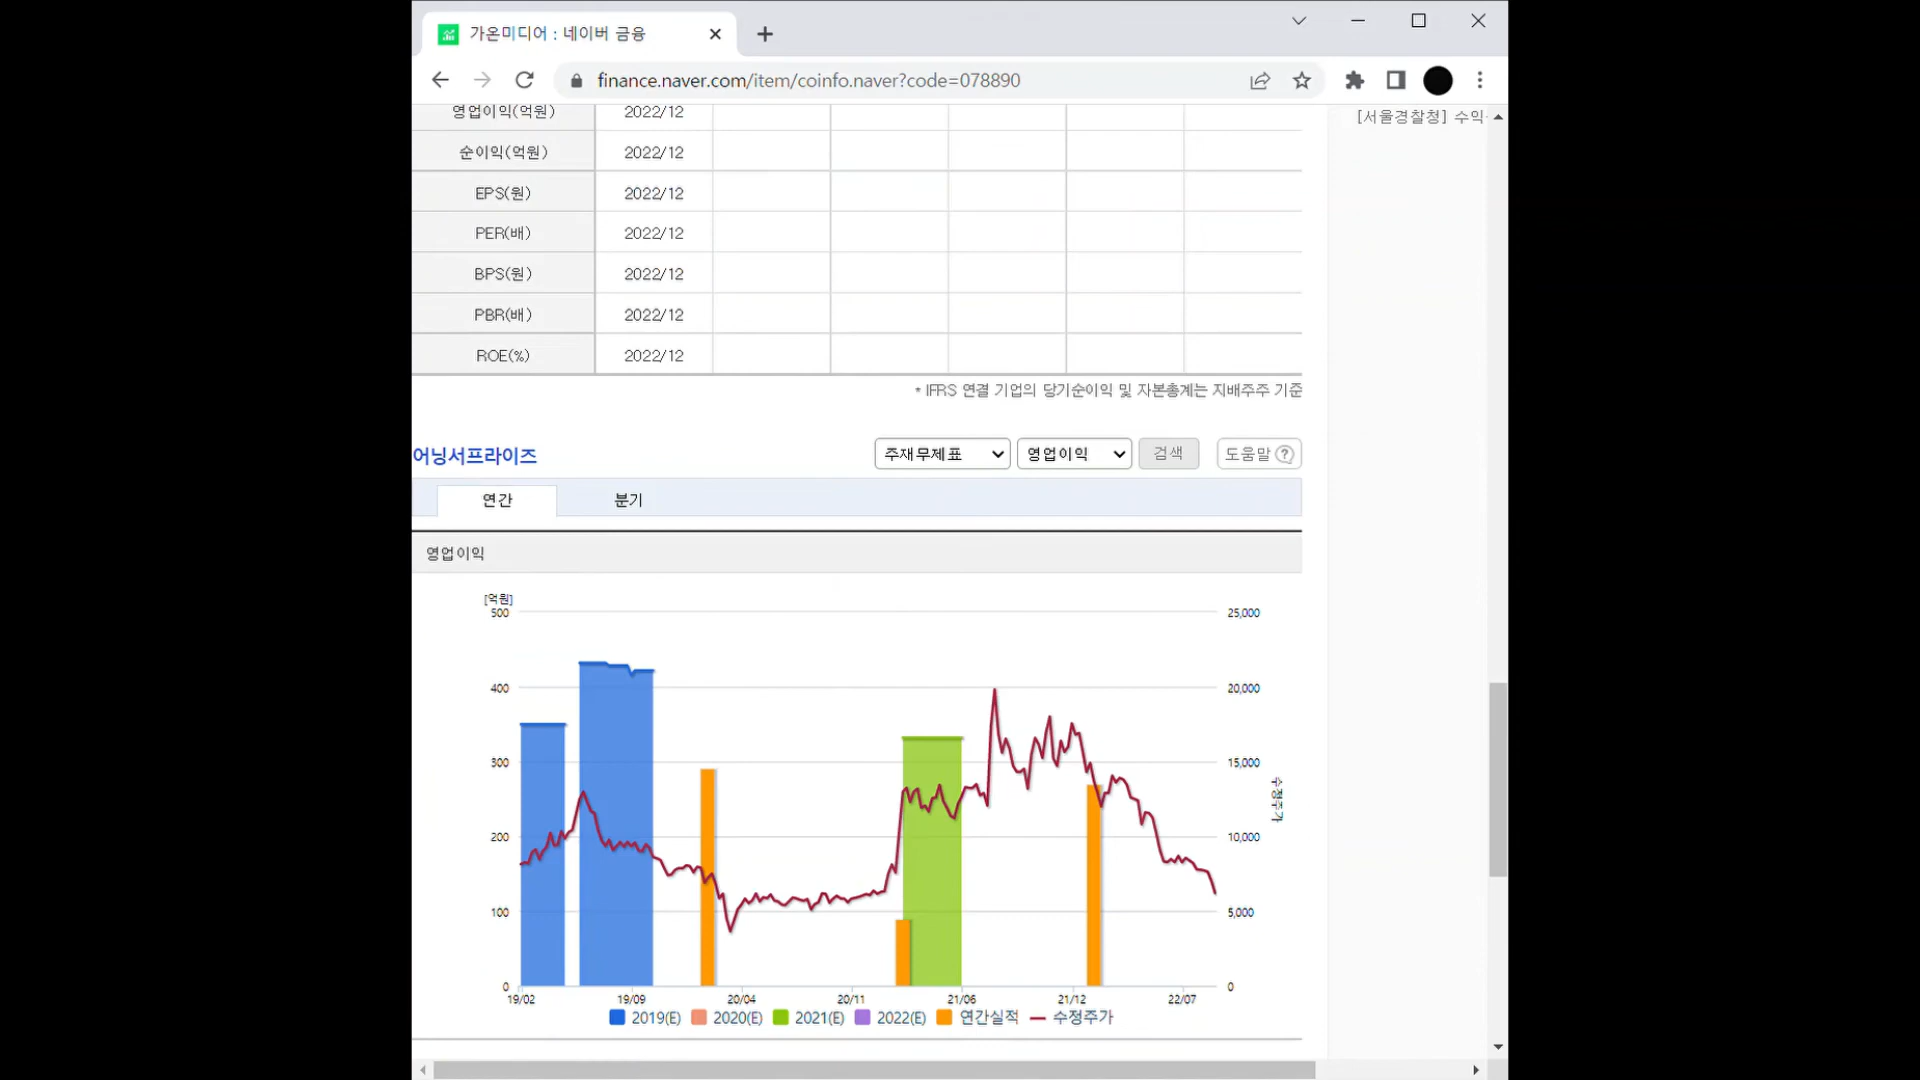 가온미디어 : 네이버 금융
finance.naver.com/item/coinfo.naver?code=078890
영업이익(억원) 2022/12
[서울경찰청] 수익
순이익(억원) 2022/12
EPS(원) 2022/12
PER(배) 2022/12
BPS(원) 2022/12
PBR(배) 2022/12
ROE(%) 2022/12
* IFRS 연결 기업의 당기순이익 및 자본총계는 지배주주 기준
어닝서프라이즈 주재무제표 영업이익 검색 도움말 ?
연간 분기
영업이익
[억원]
500 25,000
400 20,000
300 15,000
수정주가
200 10,000
100 5,000
0 0
19/02 19/09 20/04 20/11 21/06 21/12 22/07
2019(E) 2020(E) 2021(E) 2022(E) 연간실적 수정주가